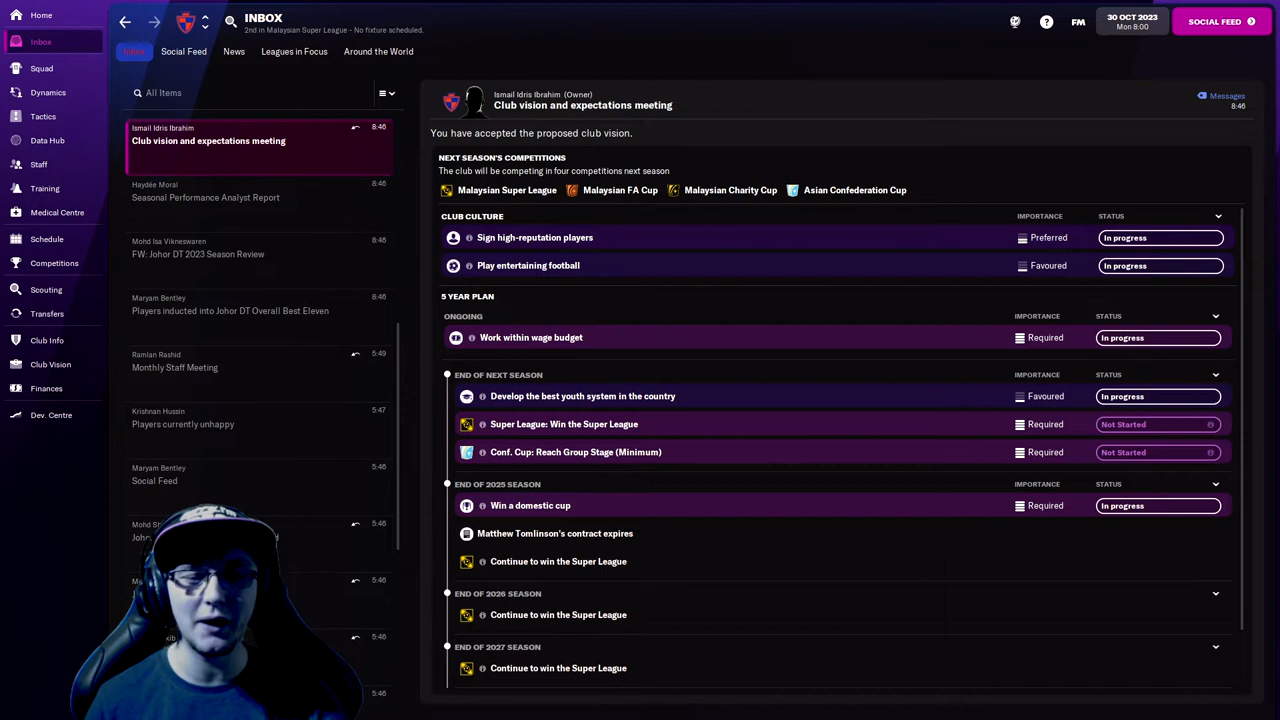 Home
INBOX
2nd in Malaysian Super League - No fixture scheduled.
FM
30 OCT 2023
Mon 8:00
SOCIAL FEED
Inbox
Squad
Dynamics
Tactics
Data Hub
Staff
Training
Medical Centre
Schedule
Competitions
Scouting
Transfers
Club Info
Club Vision
Finances
Dev. Centre
Inbox
Social Feed
News
Leagues in Focus
Around the World
All Items
Ismail Idris Ibrahim
8:46
Club vision and expectations meeting
Haydée Moral
8:46
Seasonal Performance Analyst Report
Mohd Isa Vikneswaren
8:46
FW: Johor DT 2023 Season Review
Maryam Bentley
8:46
Players inducted into Johor DT Overall Best Eleven
Ramlan Rashid
5:49
Monthly Staff Meeting
Krishnan Hussin
5:47
Players currently unhappy
Maryam Bentley
5:46
Social Feed
5:46
5:46
5:46
5:46
Ismail Idris Ibrahim (Owner)
Club vision and expectations meeting
Messages
8:46
You have accepted the proposed club vision.
NEXT SEASON'S COMPETITIONS
The club will be competing in four competitions next season
Malaysian Super League
Malaysian FA Cup
Malaysian Charity Cup
Asian Confederation Cup
CLUB CULTURE IMPORTANCE STATUS
Sign high-reputation players Preferred In progress
Play entertaining football Favoured In progress
5 YEAR PLAN
ONGOING IMPORTANCE STATUS
Work within wage budget Required In progress
END OF NEXT SEASON IMPORTANCE STATUS
Develop the best youth system in the country Favoured In progress
Super League: Win the Super League Required Not Started
Conf. Cup: Reach Group Stage (Minimum) Required Not Started
END OF 2025 SEASON IMPORTANCE STATUS
Win a domestic cup Required In progress
Matthew Tomlinson's contract expires
Continue to win the Super League
END OF 2026 SEASON
Continue to win the Super League
END OF 2027 SEASON
Continue to win the Super League